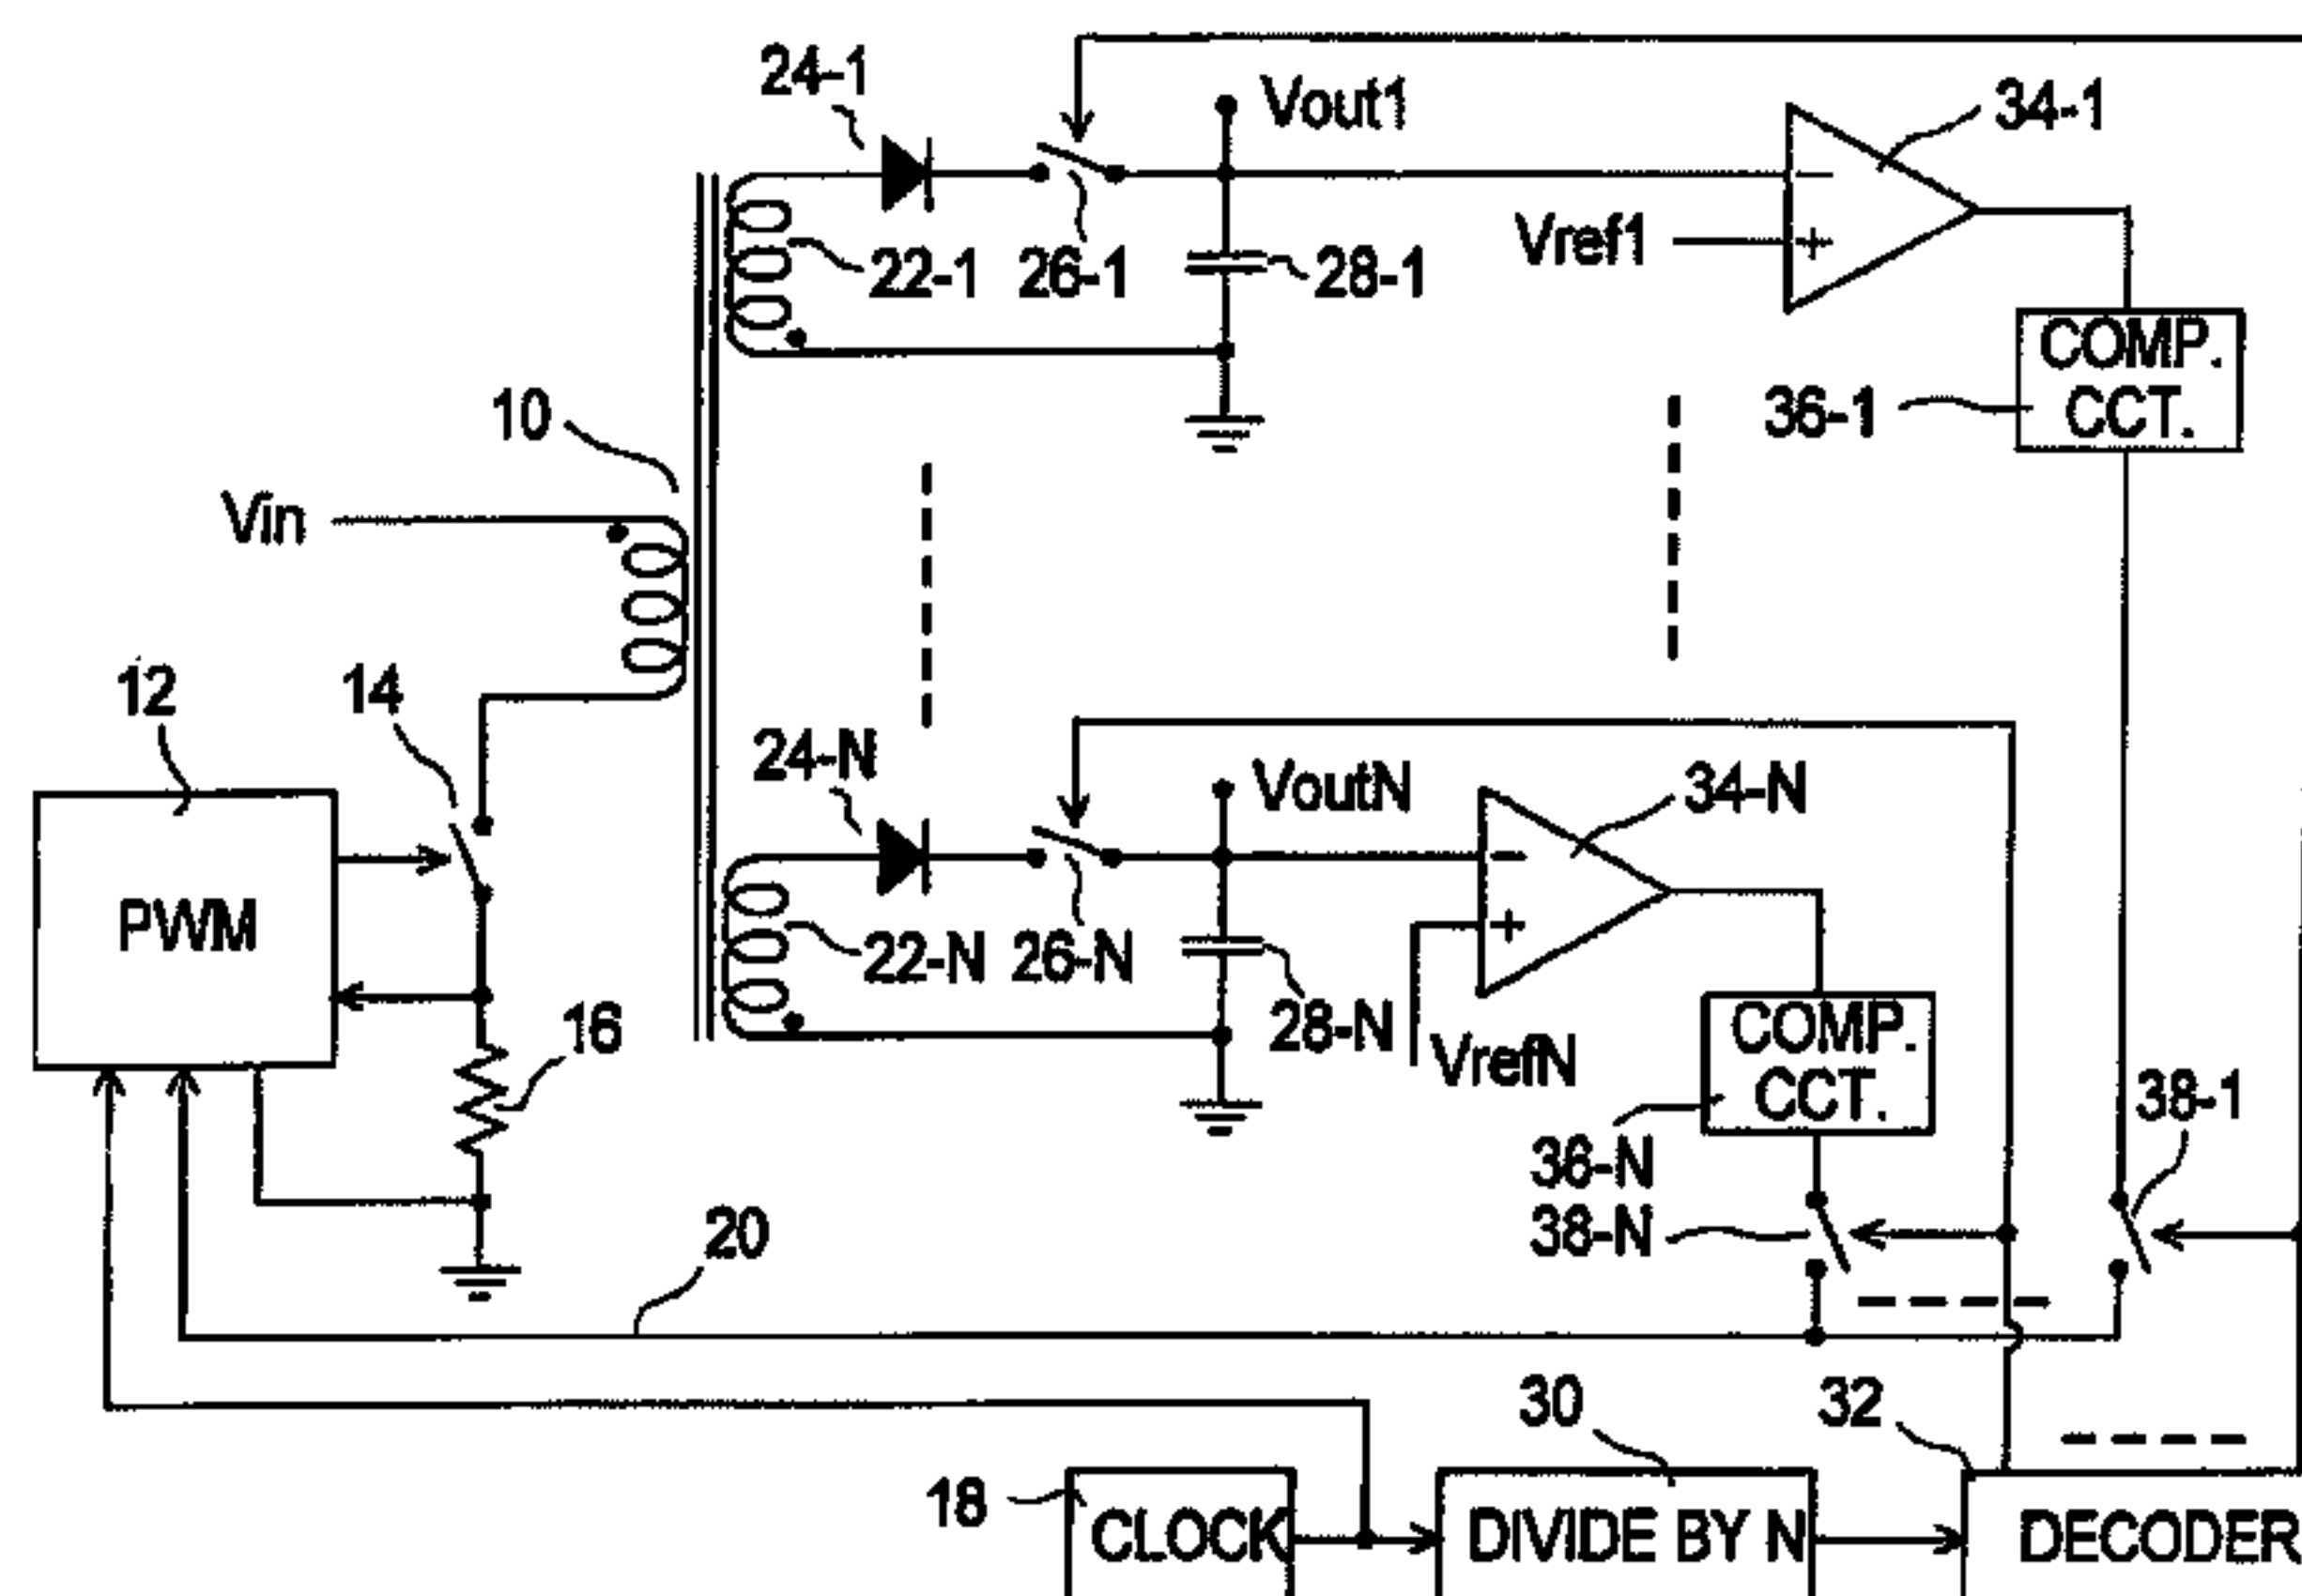 24-1
Vout1
34-1
Vref1
22-1
26-1
28-1
COMP.
CCT.
36-1
10
Vin
12
14
24-N
VoutN
34-N
PWM
22-N
26-N
28-N
VrefN
16
COMP.
CCT.
38-1
36-N
38-N
20
30
32
18
CLOCK
DIVIDE BY N
DECODER